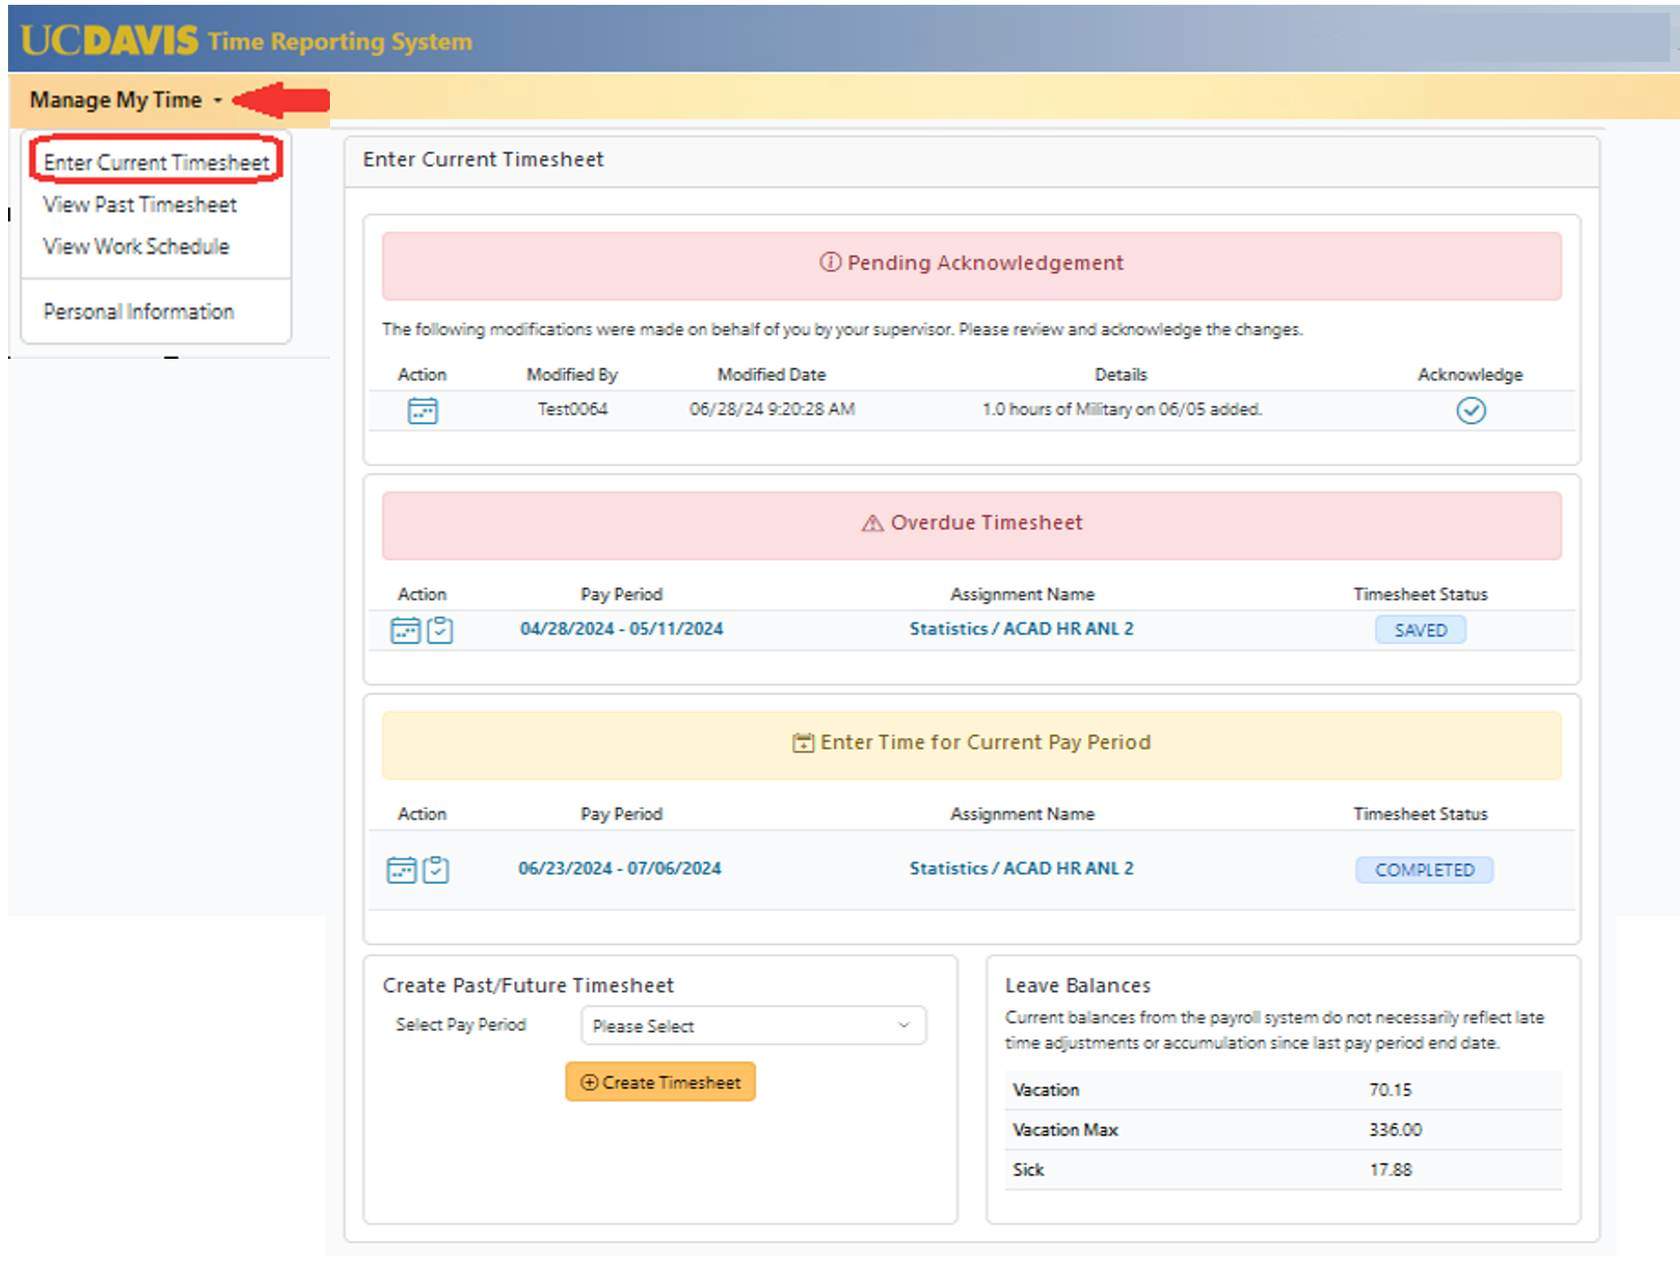 UCDAVIS Time Reporting System
Manage My Time
Enter Current Timesheet
View Past Timesheet
View Work Schedule
Personal Information
Enter Current Timesheet
Pending Acknowledgement
The following modifications were made on behalf of you by your supervisor. Please review and acknowledge the changes.
Action Modified By Modified Date Details Acknowledge
Test0064 06/28/24 9:20:28 AM 1.0 hours of Military on 06/05 added.
Overdue Timesheet
Action Pay Period Assignment Name Timesheet Status
04/28/2024 - 05/11/2024 Statistics / ACAD HR ANL 2 SAVED
Enter Time for Current Pay Period
Action Pay Period Assignment Name Timesheet Status
06/23/2024 - 07/06/2024 Statistics / ACAD HR ANL 2 COMPLETED
Create Past/Future Timesheet
Select Pay Period Please Select
Create Timesheet
Leave Balances
Current balances from the payroll system do not necessarily reflect late
time adjustments or accumulation since last pay period end date.
Vacation 70.15
Vacation Max 336.00
Sick 17.88